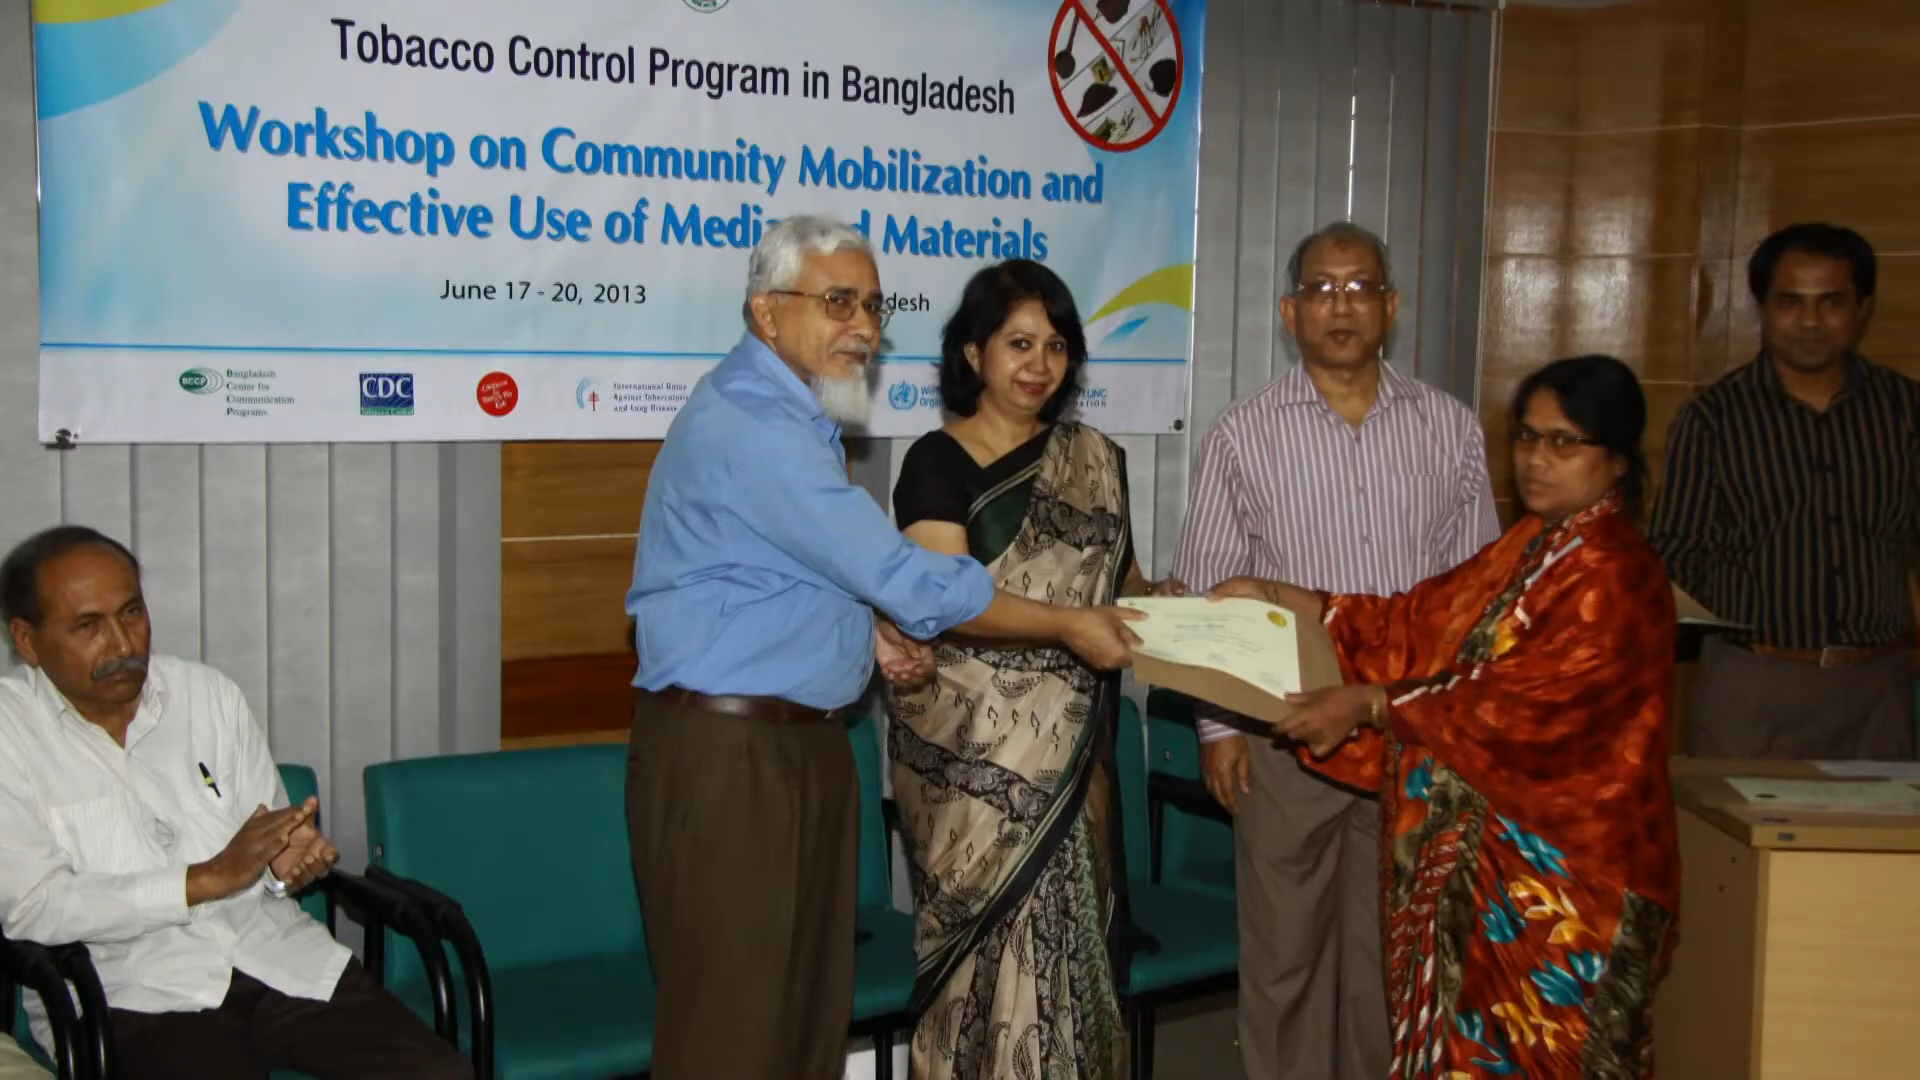 Tobacco Control Program in Bangladesh
Workshop on Community Mobilization and
Effective Use of Media Materials
June 17 - 20, 2013
BCCP
Bangladesh
Center for
Communication
Programs
CDC
International Union
Against Tuberculosis
and Lung Disease
LUNG